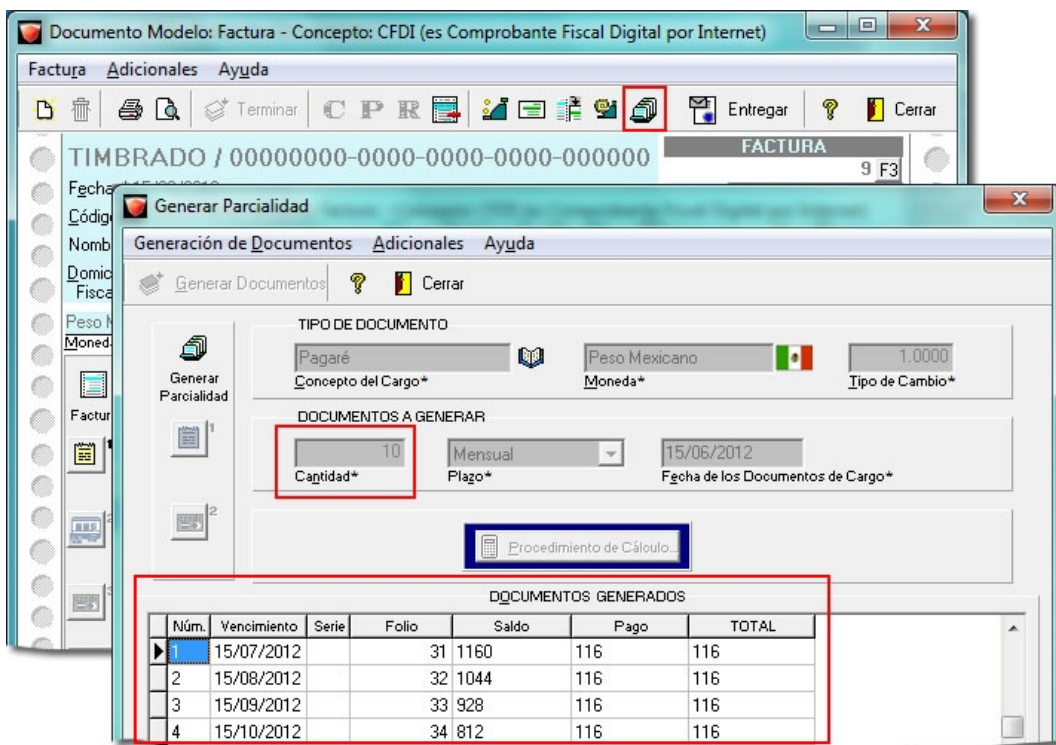 Documento Modelo: Factura - Concepto: CFDI (es Comprobante Fiscal Digital por Internet)
Factura Adicionales Ayuda
Terminar C P R Entregar ? Cerrar
TIMBRADO / 00000000-0000-0000-0000-000000
FACTURA
9 F3
Fecha
Códig
Nomb
Domic
Fisca
Peso M
Moned
Factur
Generar Parcialidad
Generación de Documentos Adicionales Ayuda
Generar Documentos ? Cerrar
Generar
Parcialidad
1
2
TIPO DE DOCUMENTO
Pagaré Peso Mexicano 1.0000
Concepto del Cargo* Moneda* Tipo de Cambio*
DOCUMENTOS A GENERAR
10 Mensual 15/06/2012
Cantidad* Plazo* Fecha de los Documentos de Cargo*
Procedimiento de Cálculo...
DOCUMENTOS GENERADOS
Núm. Vencimiento Serie Folio Saldo Pago TOTAL
1 15/07/2012 31 1160 116 116
2 15/08/2012 32 1044 116 116
3 15/09/2012 33 928 116 116
4 15/10/2012 34 812 116 116